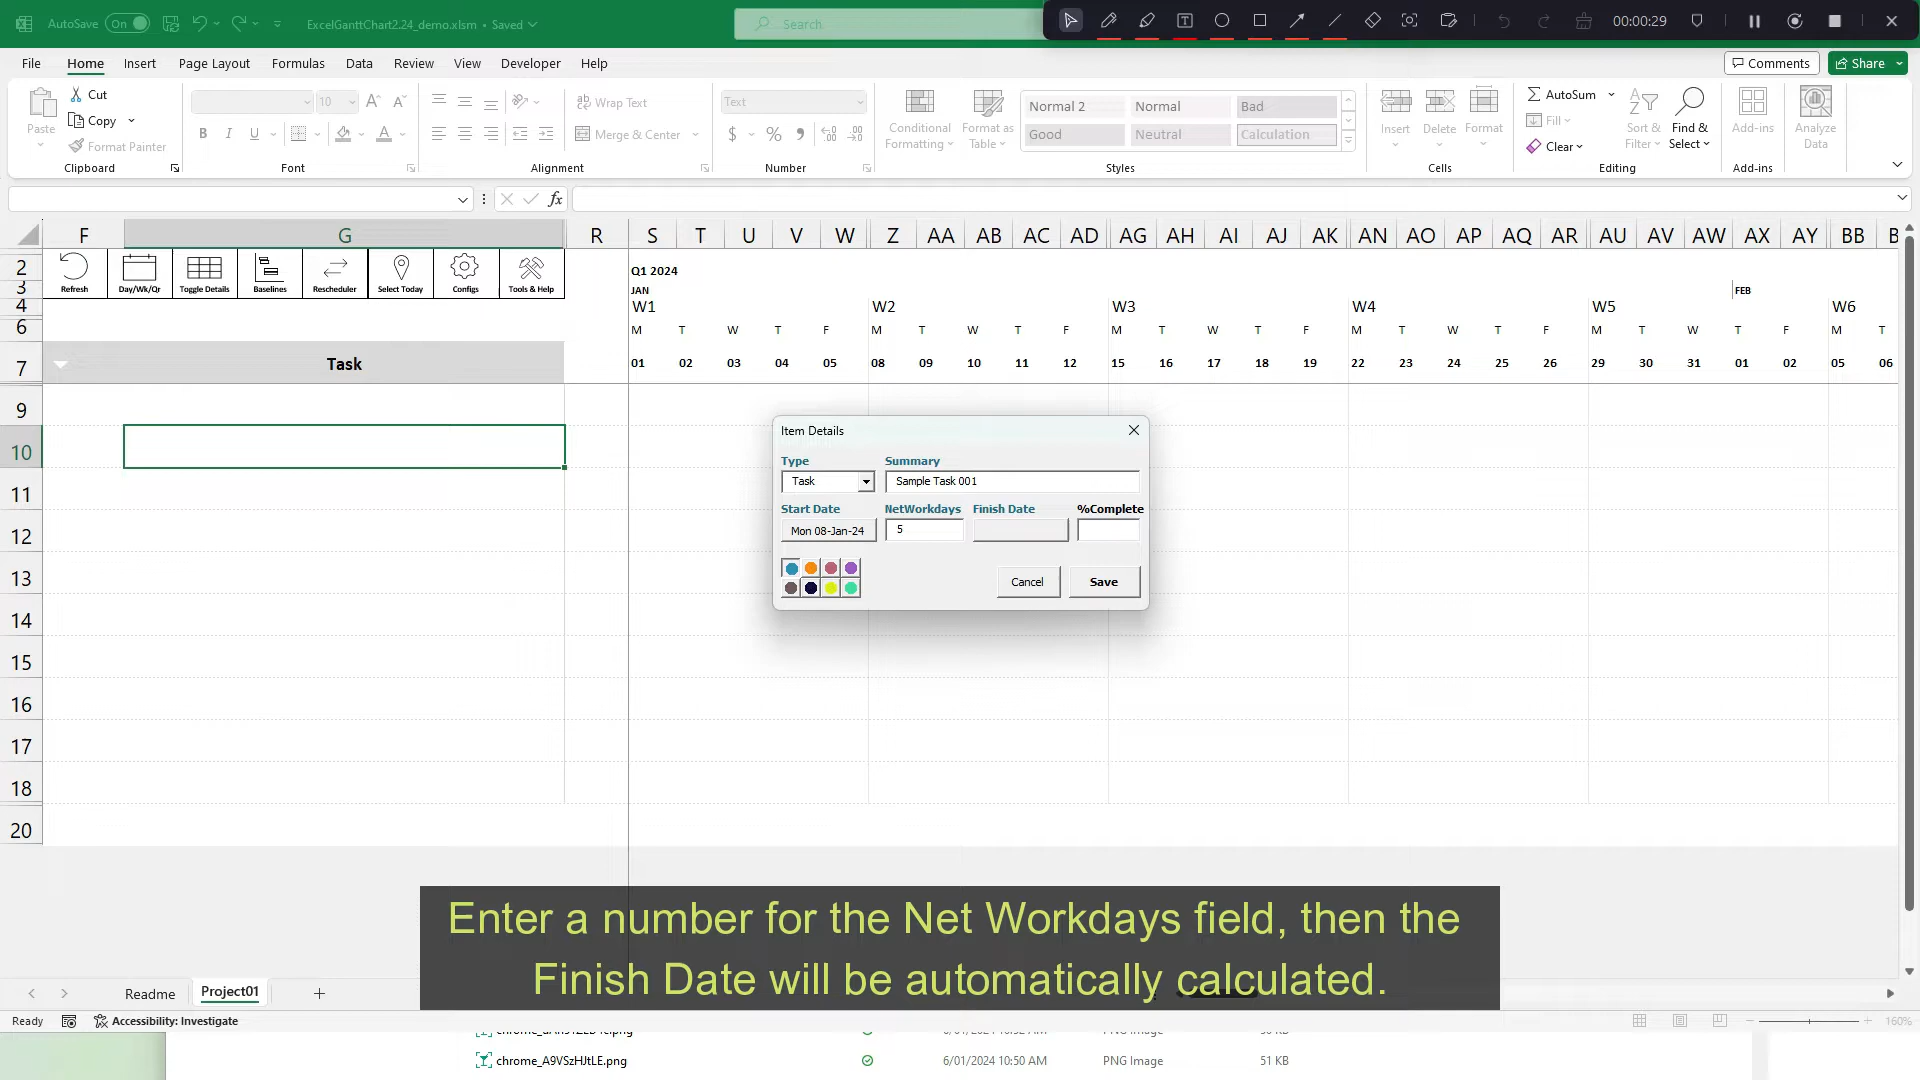 AutoSave On
ExcelGanttChart2.24_demo.xlsm • Saved
Search
00:00:29
File Home Insert Page Layout Formulas Data Review View Developer Help
Comments Share
Paste
Cut
Copy
Format Painter
Clipboard
10
B I U A
Font
Wrap Text
Merge & Center
Alignment
Text
$ % ,
Number
Conditional Formatting
Format as Table
Normal 2 Normal Bad
Good Neutral Calculation
Styles
Insert Delete Format
Cells
AutoSum
Fill
Clear
Sort & Filter
Find & Select
Editing
Add-ins
Add-ins
Analyze Data
fx
F G R S T U V W Z AA AB AC AD AG AH AI AJ AK AN AO AP AQ AR AU AV AW AX AY BB
2
3
4
6
7
9
10
11
12
13
14
15
16
17
18
20
Refresh Day/Wk/Qr Toggle Details Baselines Rescheduler Select Today Configs Tools & Help
Q1 2024
JAN FEB
W1 W2 W3 W4 W5 W6
M T W T F M T W T F M T W T F M T W T F M T W T F M T
Task
01 02 03 04 05 08 09 10 11 12 15 16 17 18 19 22 23 24 25 26 29 30 31 01 02 05 06
Item Details
Type Summary
Task Sample Task 001
Start Date NetWorkdays Finish Date %Complete
Mon 08-Jan-24 5
Cancel Save
Enter a number for the Net Workdays field, then the
Finish Date will be automatically calculated.
Readme Project01
Ready Accessibility: Investigate
160%
chrome_A9VSzHJtLE.png 6/01/2024 10:50 AM PNG Image 51 KB